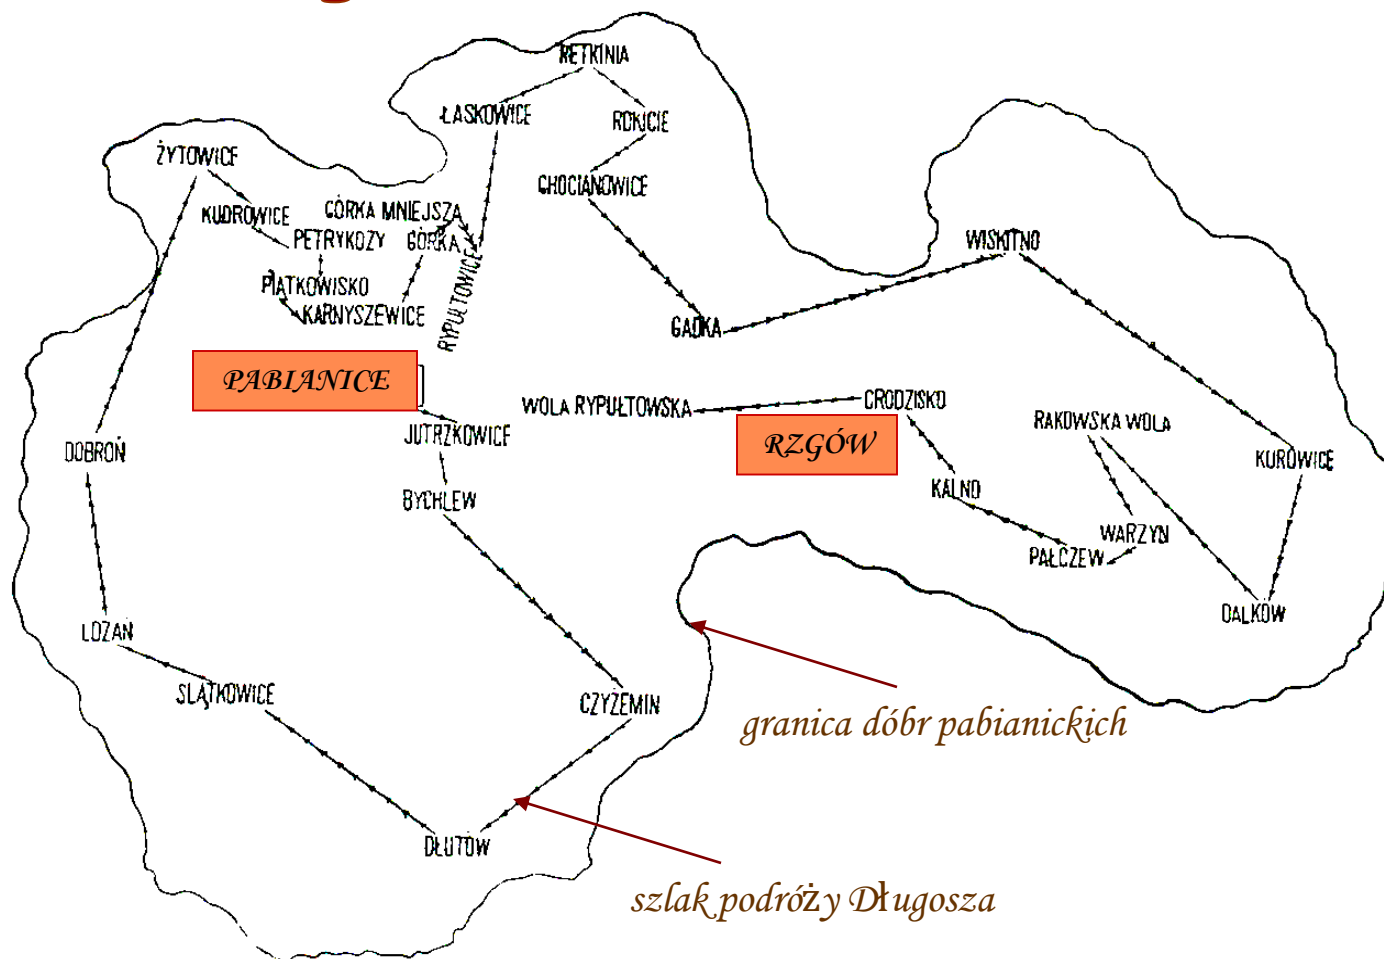 RETKINIA
ŁASKOWICE
ROKICIE
ŻYTOWICE
CHOCIANOWICE
KUDROWICE
GÓRKA MNIEJSZA
PETRYKOZY
GÓRKA
WISKITNO
RYPUŁTOWICE
PIĄTKOWISKO
KARNYSZEWICE
GADKA
PABIANICE
WOLA RYPUŁTOWSKA
GRODZISKO
RAKOWSKA WOLA
JUTRZKOWICE
RZGÓW
DOBROŃ
KUROWICE
BYCHLEW
KALNO
WARZYN
PAŁCZEW
DALKÓW
LDZAŃ
ŚLĄTKOWICE
CZYŻEMIN
granica dóbr pabianickich
DŁUTÓW
szlak podróży Długosza